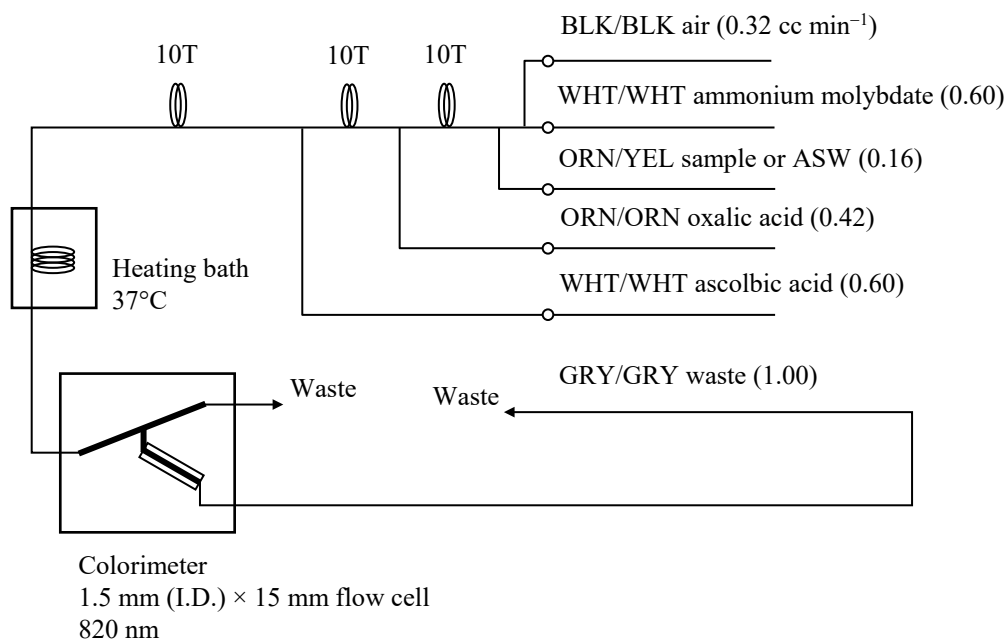 BLK/BLK air (0.32 cc min⁻¹)
10T
10T
10T
WHT/WHT ammonium molybdate (0.60)
ORN/YEL sample or ASW (0.16)
ORN/ORN oxalic acid (0.42)
Heating bath
37°C
WHT/WHT ascolbic acid (0.60)
GRY/GRY waste (1.00)
Waste
Waste
Colorimeter
1.5 mm (I.D.) × 15 mm flow cell
820 nm